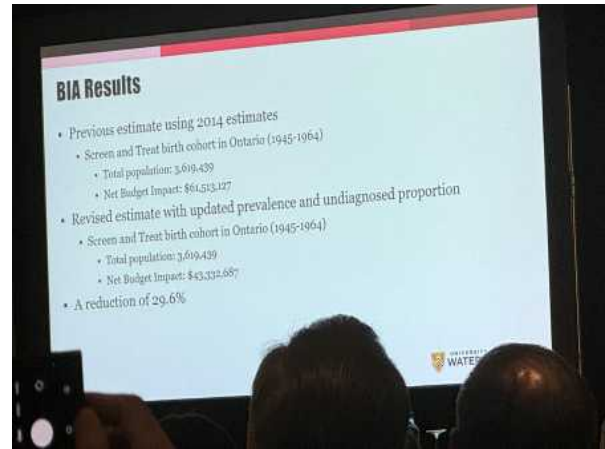 BIA Results
• Previous estimate using 2014 estimates
• Screen and Treat birth cohort in Ontario (1945-1964)
• Total population: 3,619,439
• Net Budget Impact: $61,513,127
• Revised estimate with updated prevalence and undiagnosed proportion
• Screen and Treat birth cohort in Ontario (1945-1964)
• Total population: 3,619,439
• Net Budget Impact: $43,332,687
• A reduction of 29.6%
UNIVERSITY